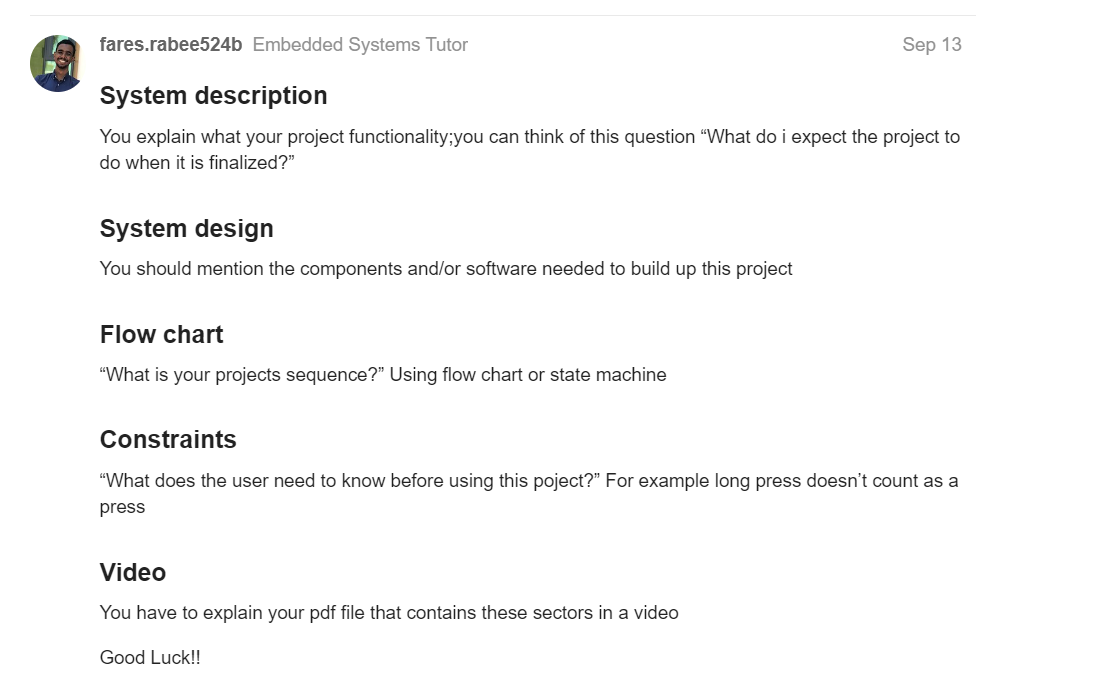 fares.rabee524b Embedded Systems Tutor Sep 13
System description
You explain what your project functionality;you can think of this question “What do i expect the project to
do when it is finalized?”
System design
You should mention the components and/or software needed to build up this project
Flow chart
“What is your projects sequence?” Using flow chart or state machine
Constraints
“What does the user need to know before using this poject?” For example long press doesn’t count as a
press
Video
You have to explain your pdf file that contains these sectors in a video
Good Luck!!